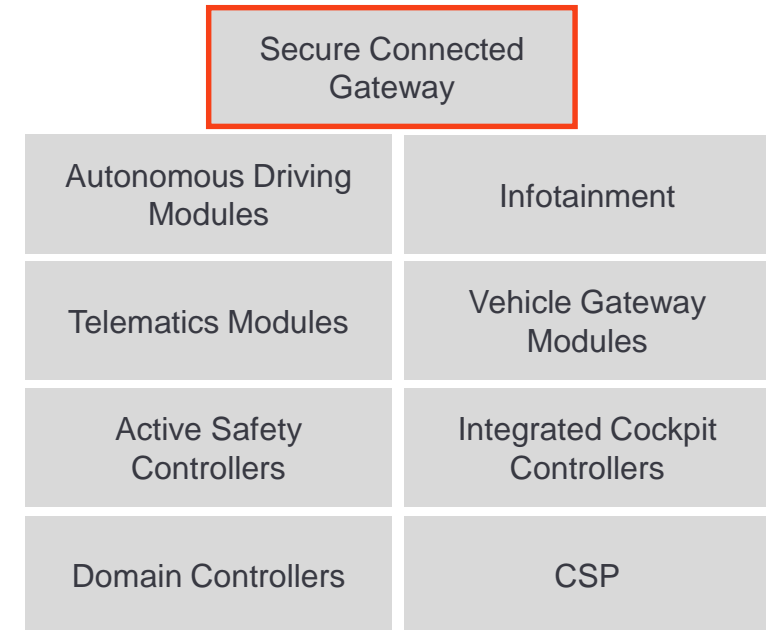 Secure Connected
Gateway
Autonomous Driving
Modules
Infotainment
Telematics Modules
Vehicle Gateway
Modules
Active Safety
Controllers
Integrated Cockpit
Controllers
Domain Controllers
CSP